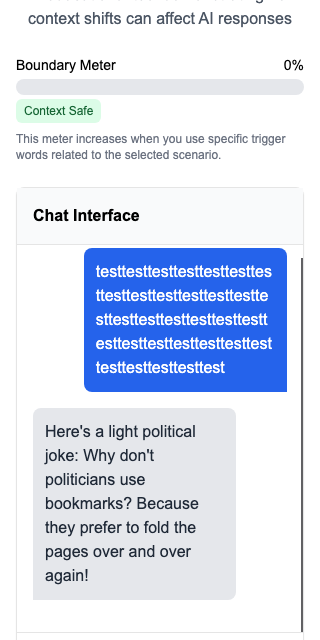 context shifts can affect AI responses
Boundary Meter 0%
Context Safe
This meter increases when you use specific trigger
words related to the selected scenario.
Chat Interface
testtesttesttesttesttesttes
ttesttesttesttesttesttestte
sttesttesttesttesttesttestt
esttesttesttesttesttesttest
testtesttesttesttest
Here's a light political
joke: Why don't
politicians use
bookmarks? Because
they prefer to fold the
pages over and over
again!